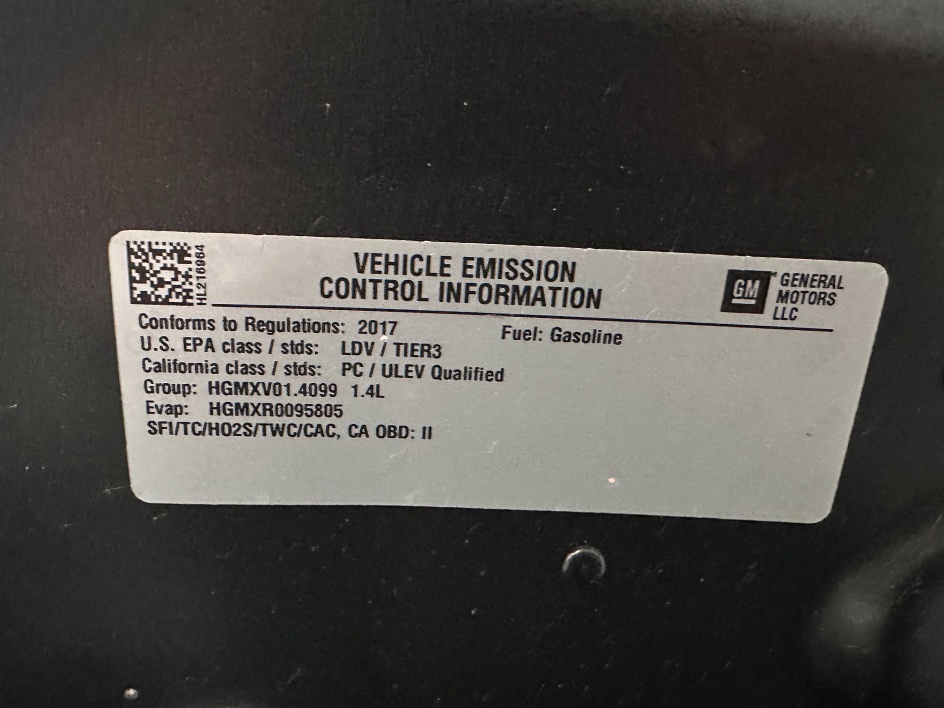 HL216964
VEHICLE EMISSION
CONTROL INFORMATION
GM
GENERAL
MOTORS
LLC
Conforms to Regulations: 2017 Fuel: Gasoline
U.S. EPA class / stds: LDV / TIER3
California class / stds: PC / ULEV Qualified
Group: HGMXV01.4099 1.4L
Evap: HGMXR0095805
SFI/TC/HO2S/TWC/CAC, CA OBD: II